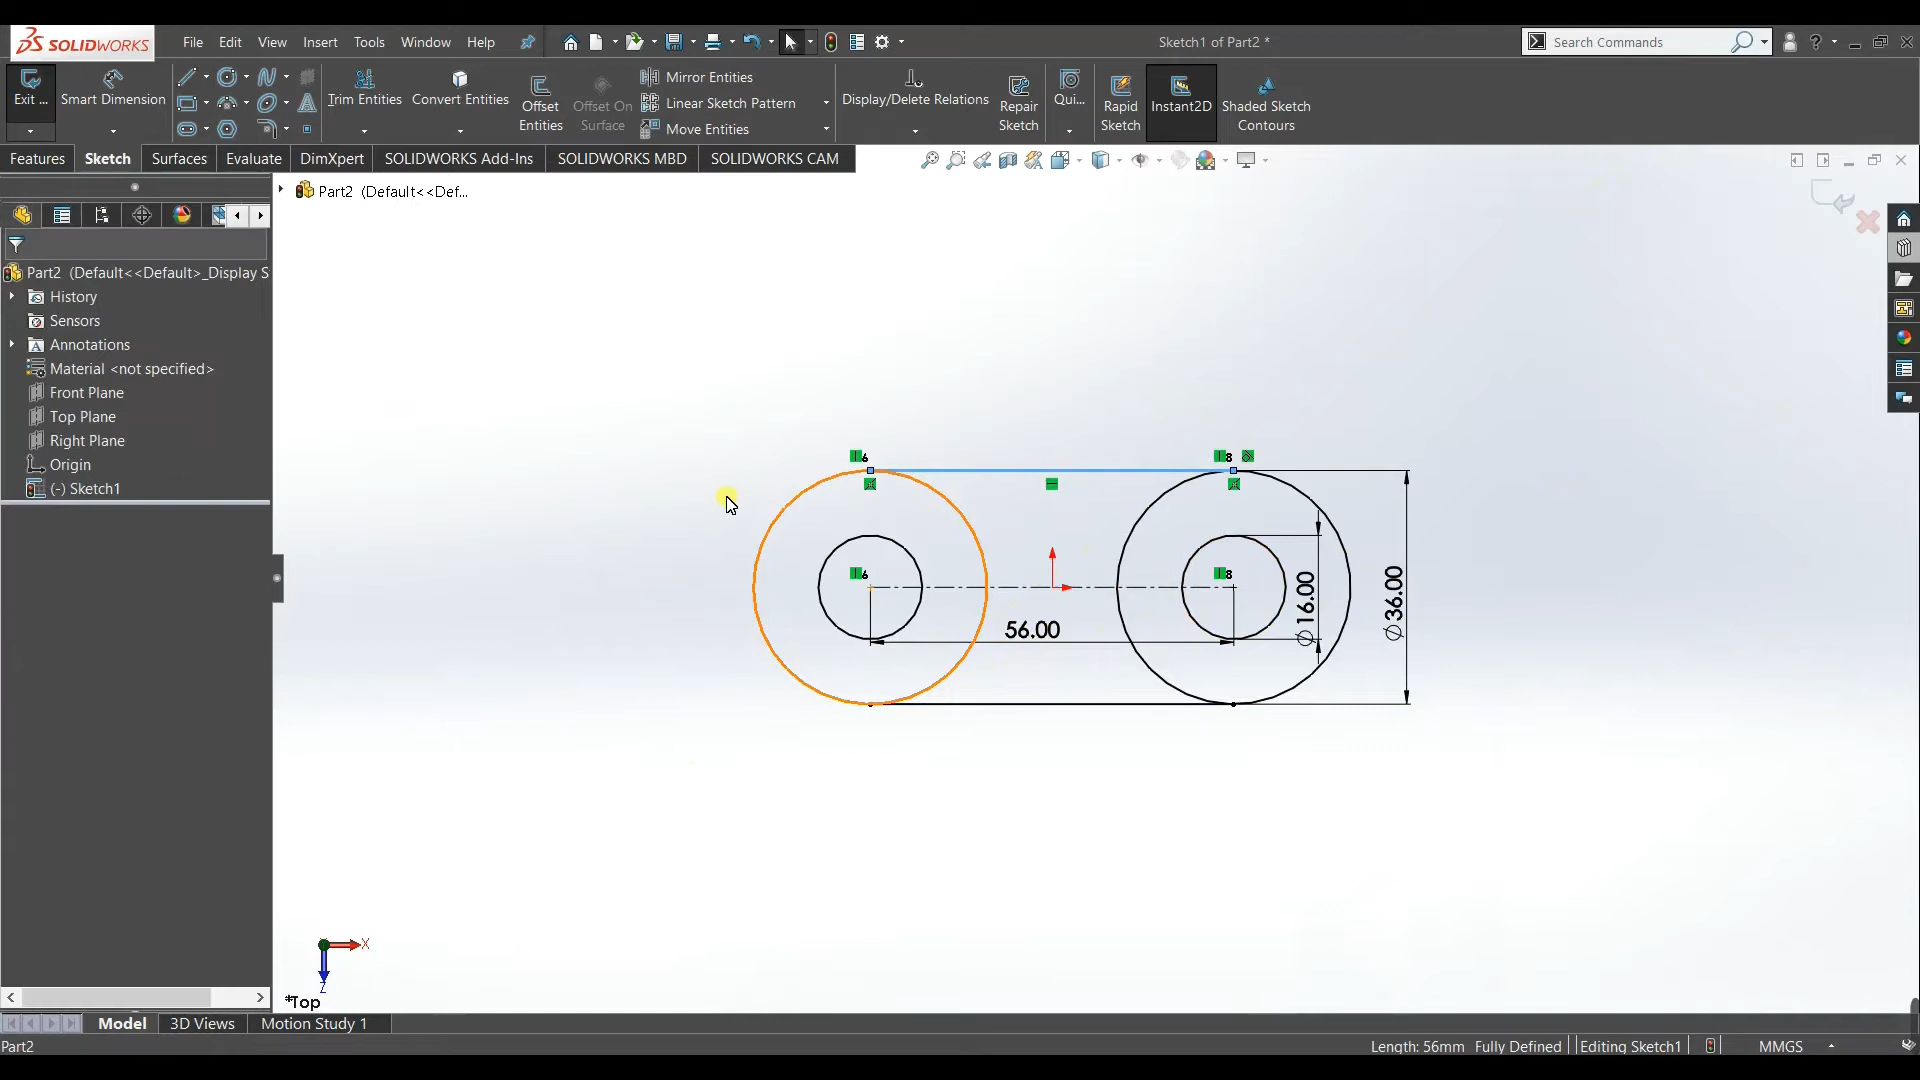 SOLIDWORKS File Edit View Insert Tools Window Help Sketch1 of Part2 * Search Commands ?
Exit ... Smart Dimension Trim Entities Convert Entities Offset Entities Offset On Surface Mirror Entities Linear Sketch Pattern Move Entities Display/Delete Relations Repair Sketch Qui... Rapid Sketch Instant2D Shaded Sketch Contours
Features Sketch Surfaces Evaluate DimXpert SOLIDWORKS Add-Ins SOLIDWORKS MBD SOLIDWORKS CAM
Part2 (Default<<Def...
Part2 (Default<<Default>_Display S
History
Sensors
A Annotations
Material <not specified>
Front Plane
Top Plane
Right Plane
Origin
(-) Sketch1
6 8
6 8
56.00
∅16.00
∅36.00
X
Z
*Top
Model 3D Views Motion Study 1
Part2 Length: 56mm Fully Defined Editing Sketch1 MMGS